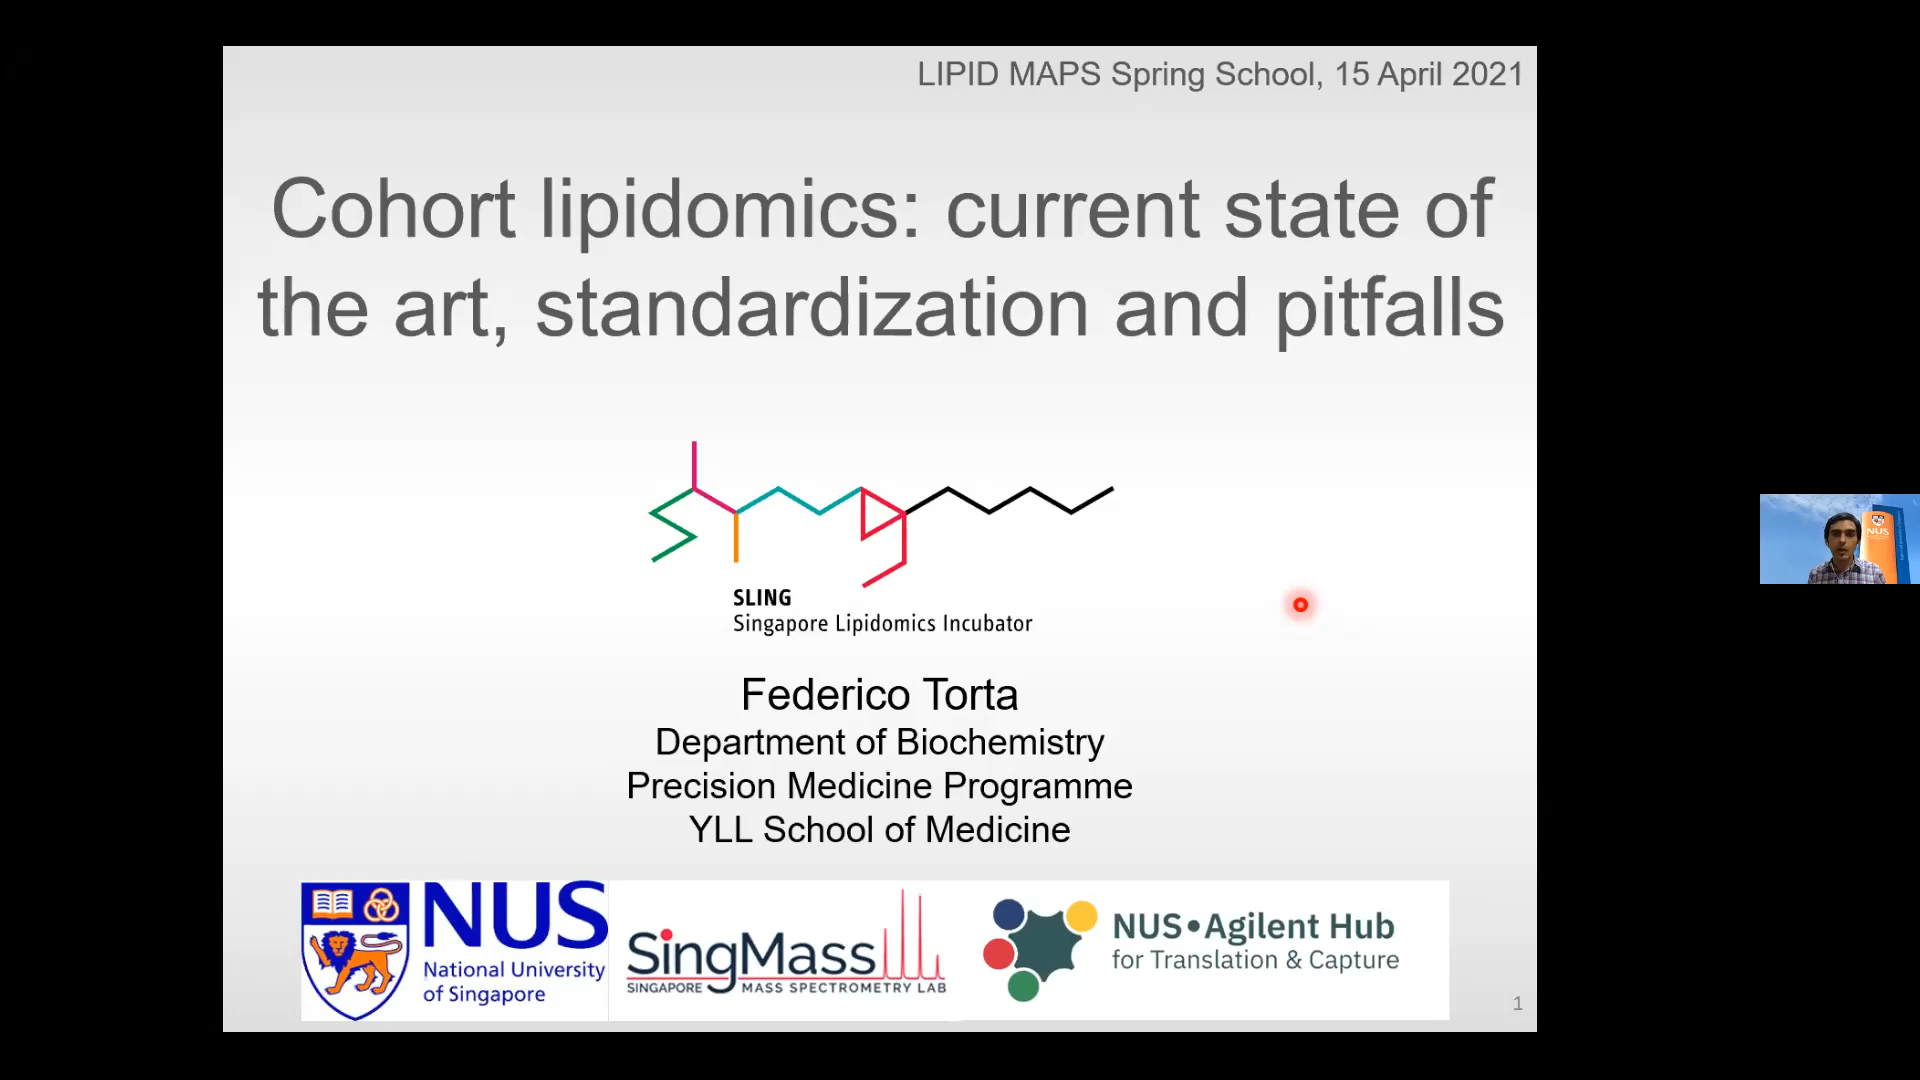 LIPID MAPS Spring School, 15 April 2021
Cohort lipidomics: current state of
the art, standardization and pitfalls
SLING
Singapore Lipidomics Incubator
Federico Torta
Department of Biochemistry
Precision Medicine Programme
YLL School of Medicine
NUS
National University
of Singapore
SingMass
SINGAPORE MASS SPECTROMETRY LAB
NUS•Agilent Hub
for Translation & Capture
1
NUS